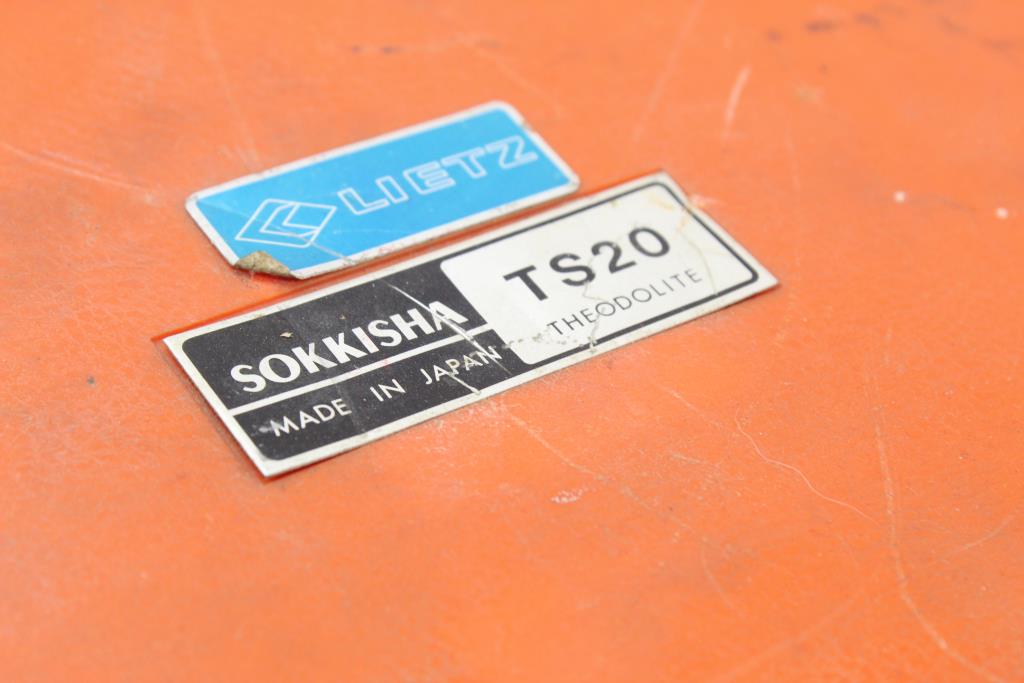 LIETZ
SOKKISHA
MADE IN JAPAN
TS20
THEODOLITE